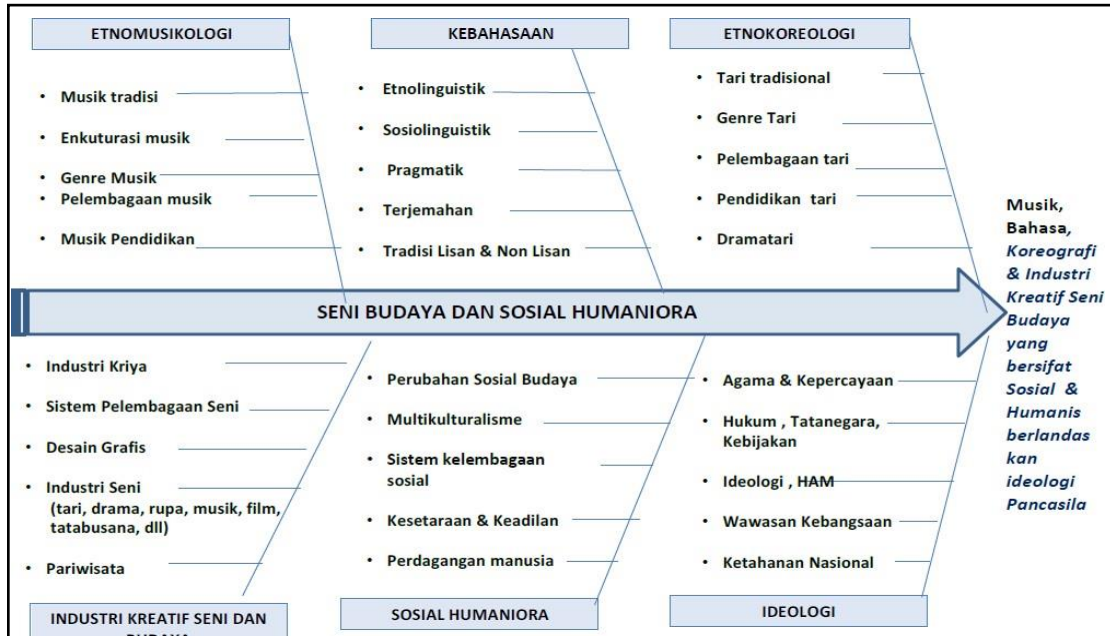 ETNOMUSIKOLOGI
• Musik tradisi
• Enkuturasi musik
• Genre Musik
• Pelembagaan musik
• Musik Pendidikan
KEBAHASAAN
• Etnolinguistik
• Sosiolinguistik
• Pragmatik
• Terjemahan
• Tradisi Lisan & Non Lisan
ETNOKOREOLOGI
• Tari tradisional
• Genre Tari
• Pelembagaan tari
• Pendidikan tari
• Dramatari
SENI BUDAYA DAN SOSIAL HUMANIORA
Musik,
Bahasa,
Koreografi
& Industri
Kreatif Seni
Budaya
yang
bersifat
Sosial &
Humanis
berlandas
kan
ideologi
Pancasila
• Industri Kriya
• Sistem Pelembagaan Seni
• Desain Grafis
• Industri Seni
(tari, drama, rupa, musik, film,
tatabusana, dll)
• Pariwisata
INDUSTRI KREATIF SENI DAN
BUDAYA
• Perubahan Sosial Budaya
• Multikulturalisme
• Sistem kelembagaan
sosial
• Kesetaraan & Keadilan
• Perdagangan manusia
SOSIAL HUMANIORA
• Agama & Kepercayaan
• Hukum , Tatanegara,
Kebijakan
• Ideologi , HAM
• Wawasan Kebangsaan
• Ketahanan Nasional
IDEOLOGI